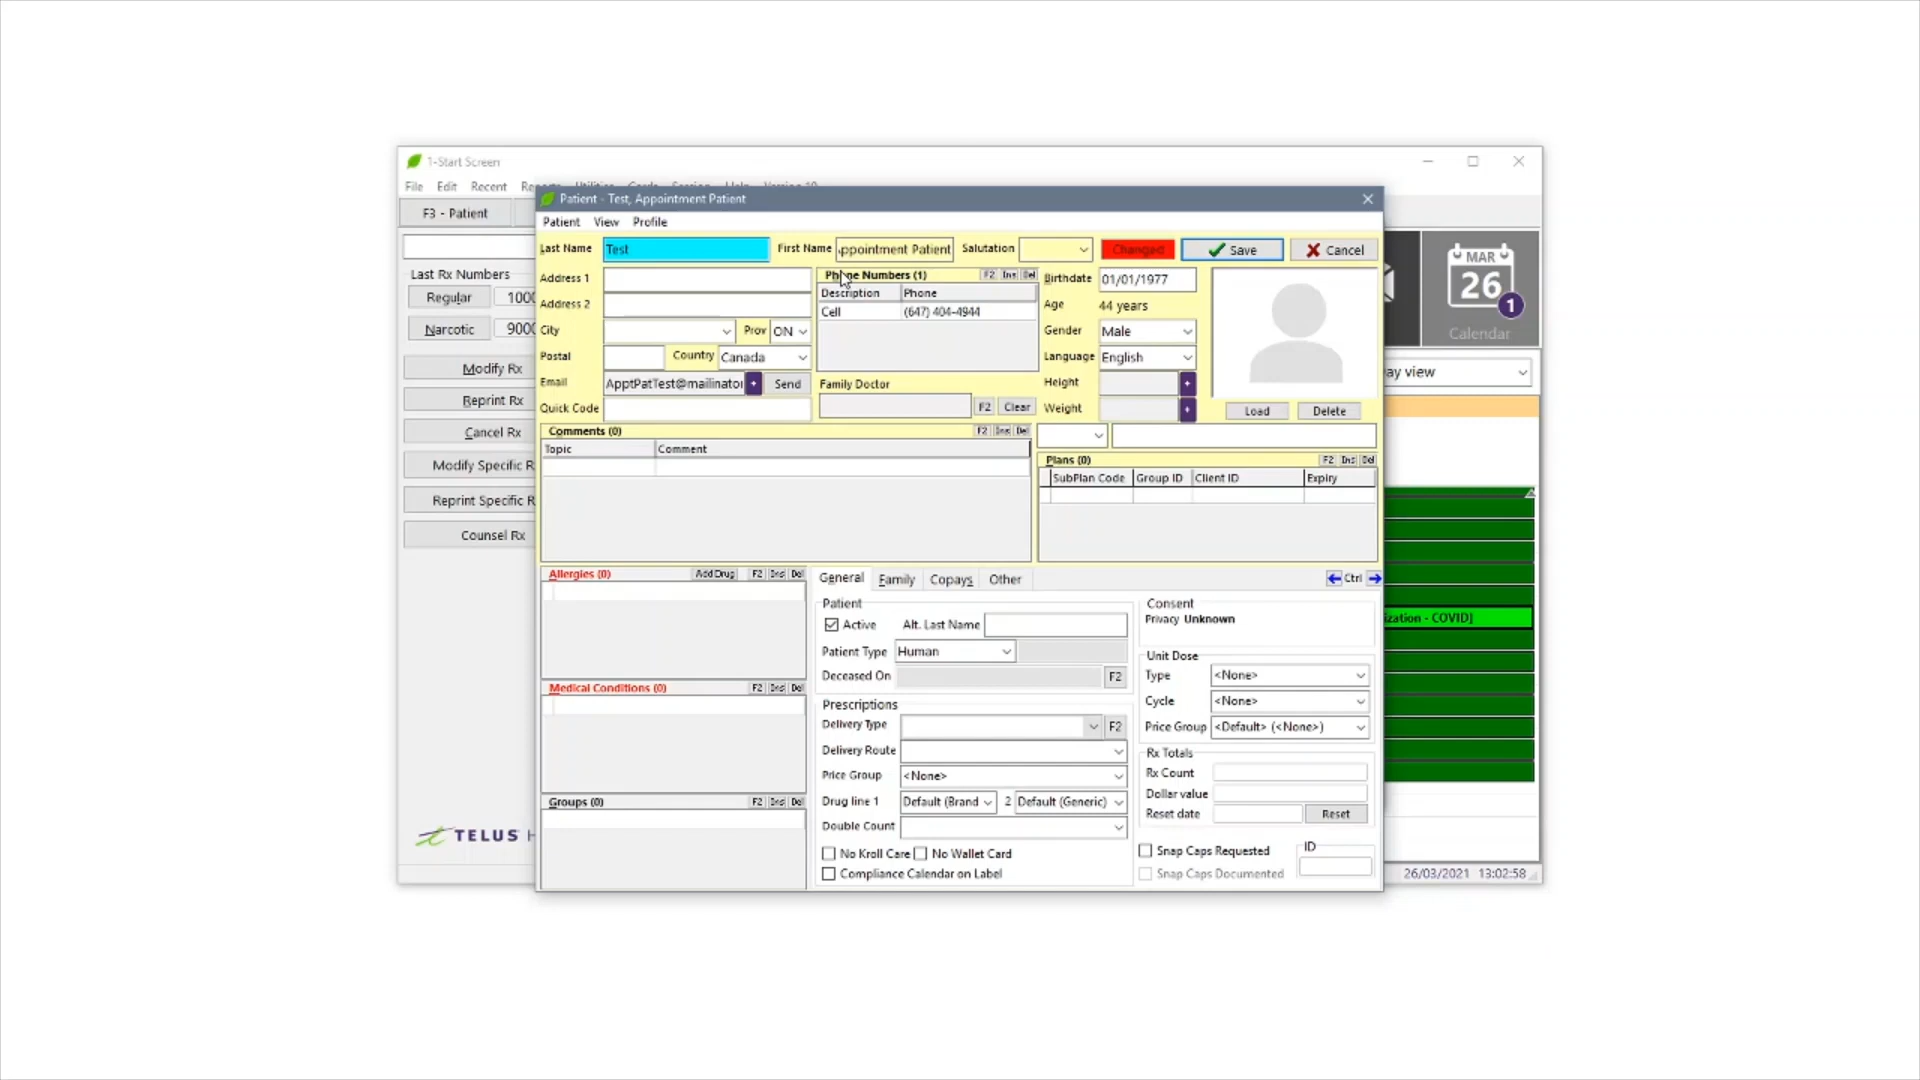 1-Start Screen
File Edit Recent Reports Utilities Cards Session Help Version 10
F3 - Patient
Patient - Test, Appointment Patient
Patient View Profile
Last Name Test First Name ppointment Patient Salutation Changed Save Cancel
Address 1
Address 2
City Prov ON
Postal Country Canada
Email ApptPatTest@mailinator Send
Quick Code
Phone Numbers (1) F2 Ins Del
Description Phone
Cell (647) 404-4944
Family Doctor
F2 Clear
Birthdate 01/01/1977
Age 44 years
Gender Male
Language English
Height
Weight
Load Delete
Comments (0) F2 Ins Del
Topic Comment
Plans (0) F2 Ins Del
SubPlan Code Group ID Client ID Expiry
Allergies (0) Add Drug F2 Ins Del
Medical Conditions (0) F2 Ins Del
Groups (0) F2 Ins Del
General Family Copays Other Ctrl
Patient
Active Alt. Last Name
Patient Type Human
Deceased On F2
Prescriptions
Delivery Type F2
Delivery Route
Price Group <None>
Drug line 1 Default (Brand 2 Default (Generic)
Double Count
No Kroll Care No Wallet Card
Compliance Calendar on Label
Consent
Privacy Unknown
Unit Dose
Type <None>
Cycle <None>
Price Group <Default> (<None>)
Rx Totals
Rx Count
Dollar value
Reset date Reset
Snap Caps Requested
Snap Caps Documented
ID
Last Rx Numbers
Regular 1000
Narcotic 9000
Modify Rx
Reprint Rx
Cancel Rx
Modify Specific R
Reprint Specific R
Counsel Rx
TELUS H
MAR
26
1
Calendar
ay view
ization - COVID]
26/03/2021 13:02:58